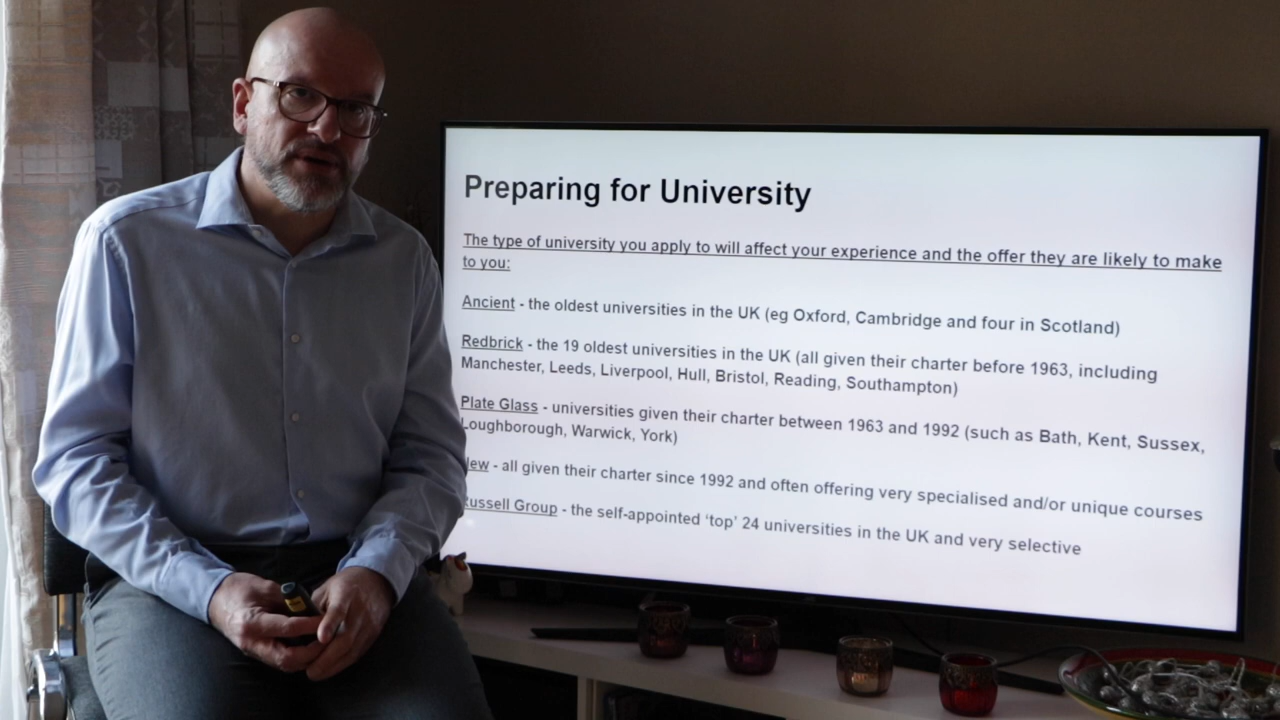 Preparing for University
The type of university you apply to will affect your experience and the offer they are likely to make
to you:
Ancient - the oldest universities in the UK (eg Oxford, Cambridge and four in Scotland)
Redbrick - the 19 oldest universities in the UK (all given their charter before 1963, including
Manchester, Leeds, Liverpool, Hull, Bristol, Reading, Southampton)
Plate Glass - universities given their charter between 1963 and 1992 (such as Bath, Kent, Sussex,
Loughborough, Warwick, York)
New - all given their charter since 1992 and often offering very specialised and/or unique courses
Russell Group - the self-appointed ‘top’ 24 universities in the UK and very selective